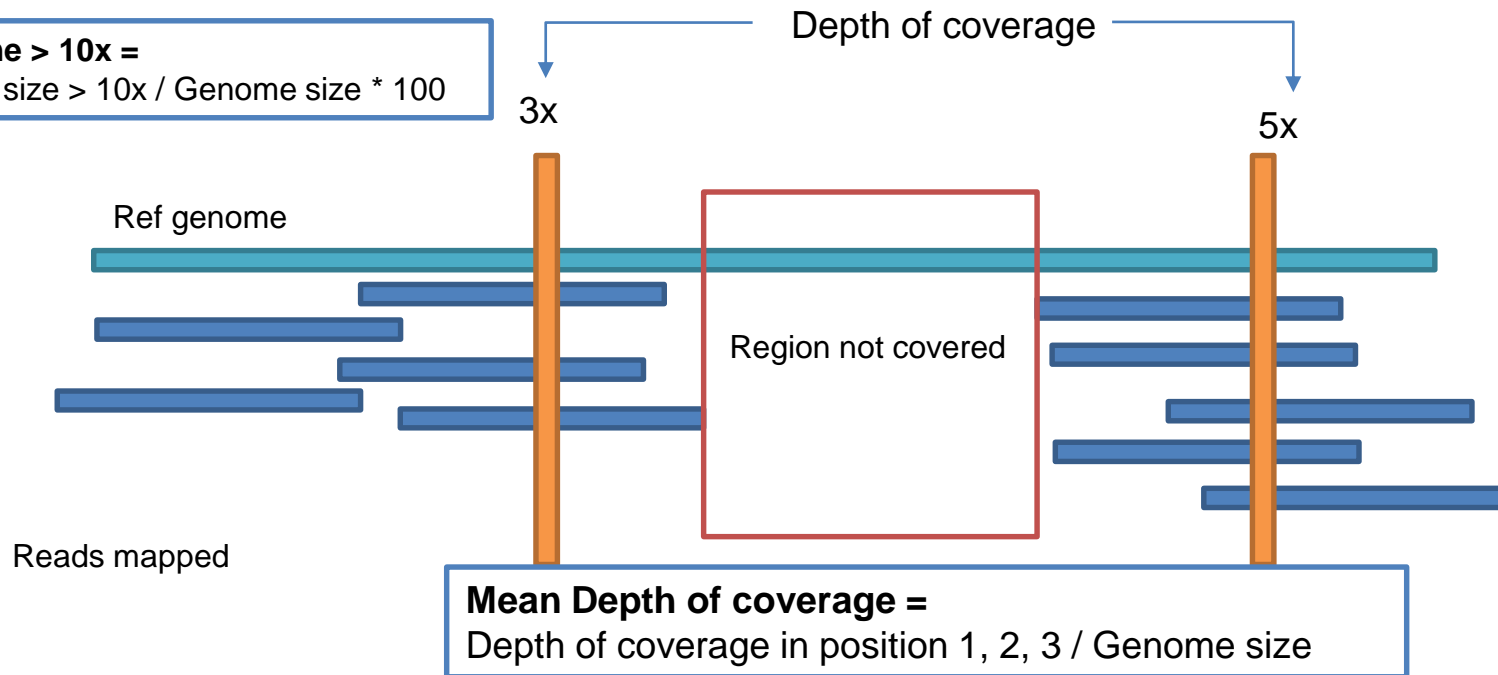 Depth of coverage
> 10x =
size > 10x / Genome size * 100
3x
5x
Ref genome
Region not covered
Reads mapped
Mean Depth of coverage =
Depth of coverage in position 1, 2, 3 / Genome size